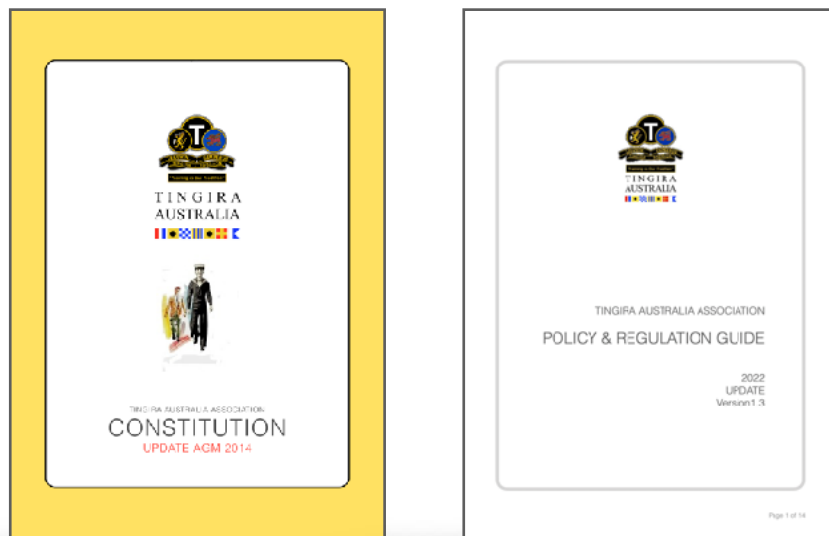 T
TINGIRA
AUSTRALIA
TINGIRA AUSTRALIA ASSOCIATION
CONSTITUTION
UPDATE AGM 2014
T
TINGIRA
AUSTRALIA
TINGIRA AUSTRALIA ASSOCIATION
POLICY & REGULATION GUIDE
2022
UPDATE
Version1.3
Page 1 of 14